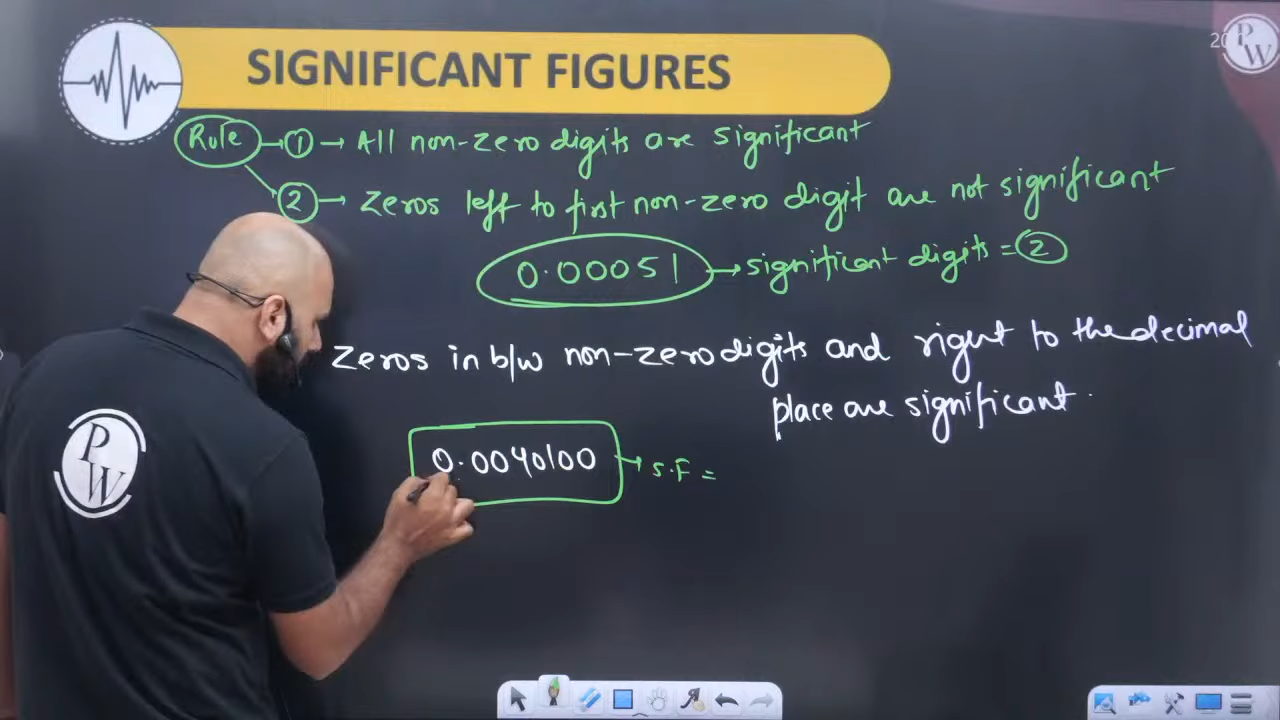 SIGNIFICANT FIGURES
PW
Rule → ① → All non-zero digits are significant
② → Zeros left to first non-zero digit are not significant
0.00051 → significant digits = ②
Zeros in b/w non-zero digits and right to the decimal
place are significant.
0.0040100 → S.F =
PW